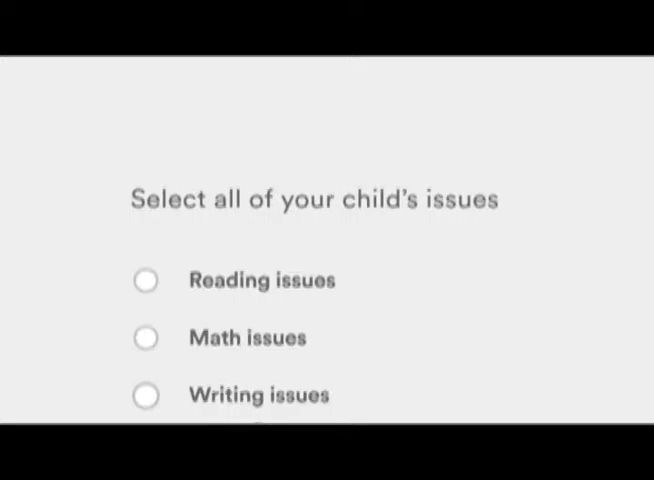 Select all of your child's issues
Reading issues
Math issues
Writing issues